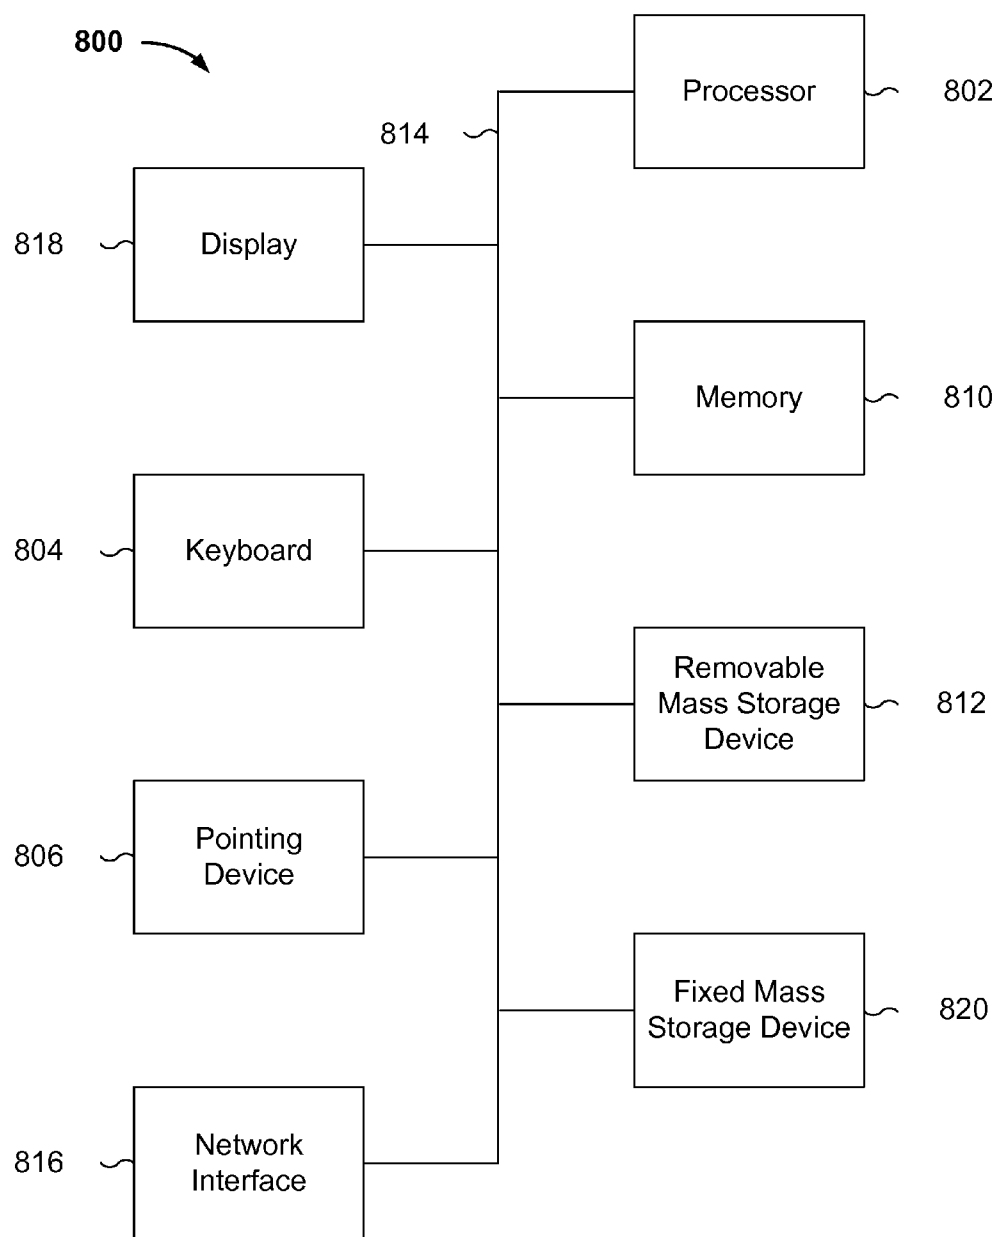 800
Processor
802
814
818
Display
Memory
810
804
Keyboard
Removable
Mass Storage
Device
812
806
Pointing
Device
Fixed Mass
Storage Device
820
816
Network
Interface